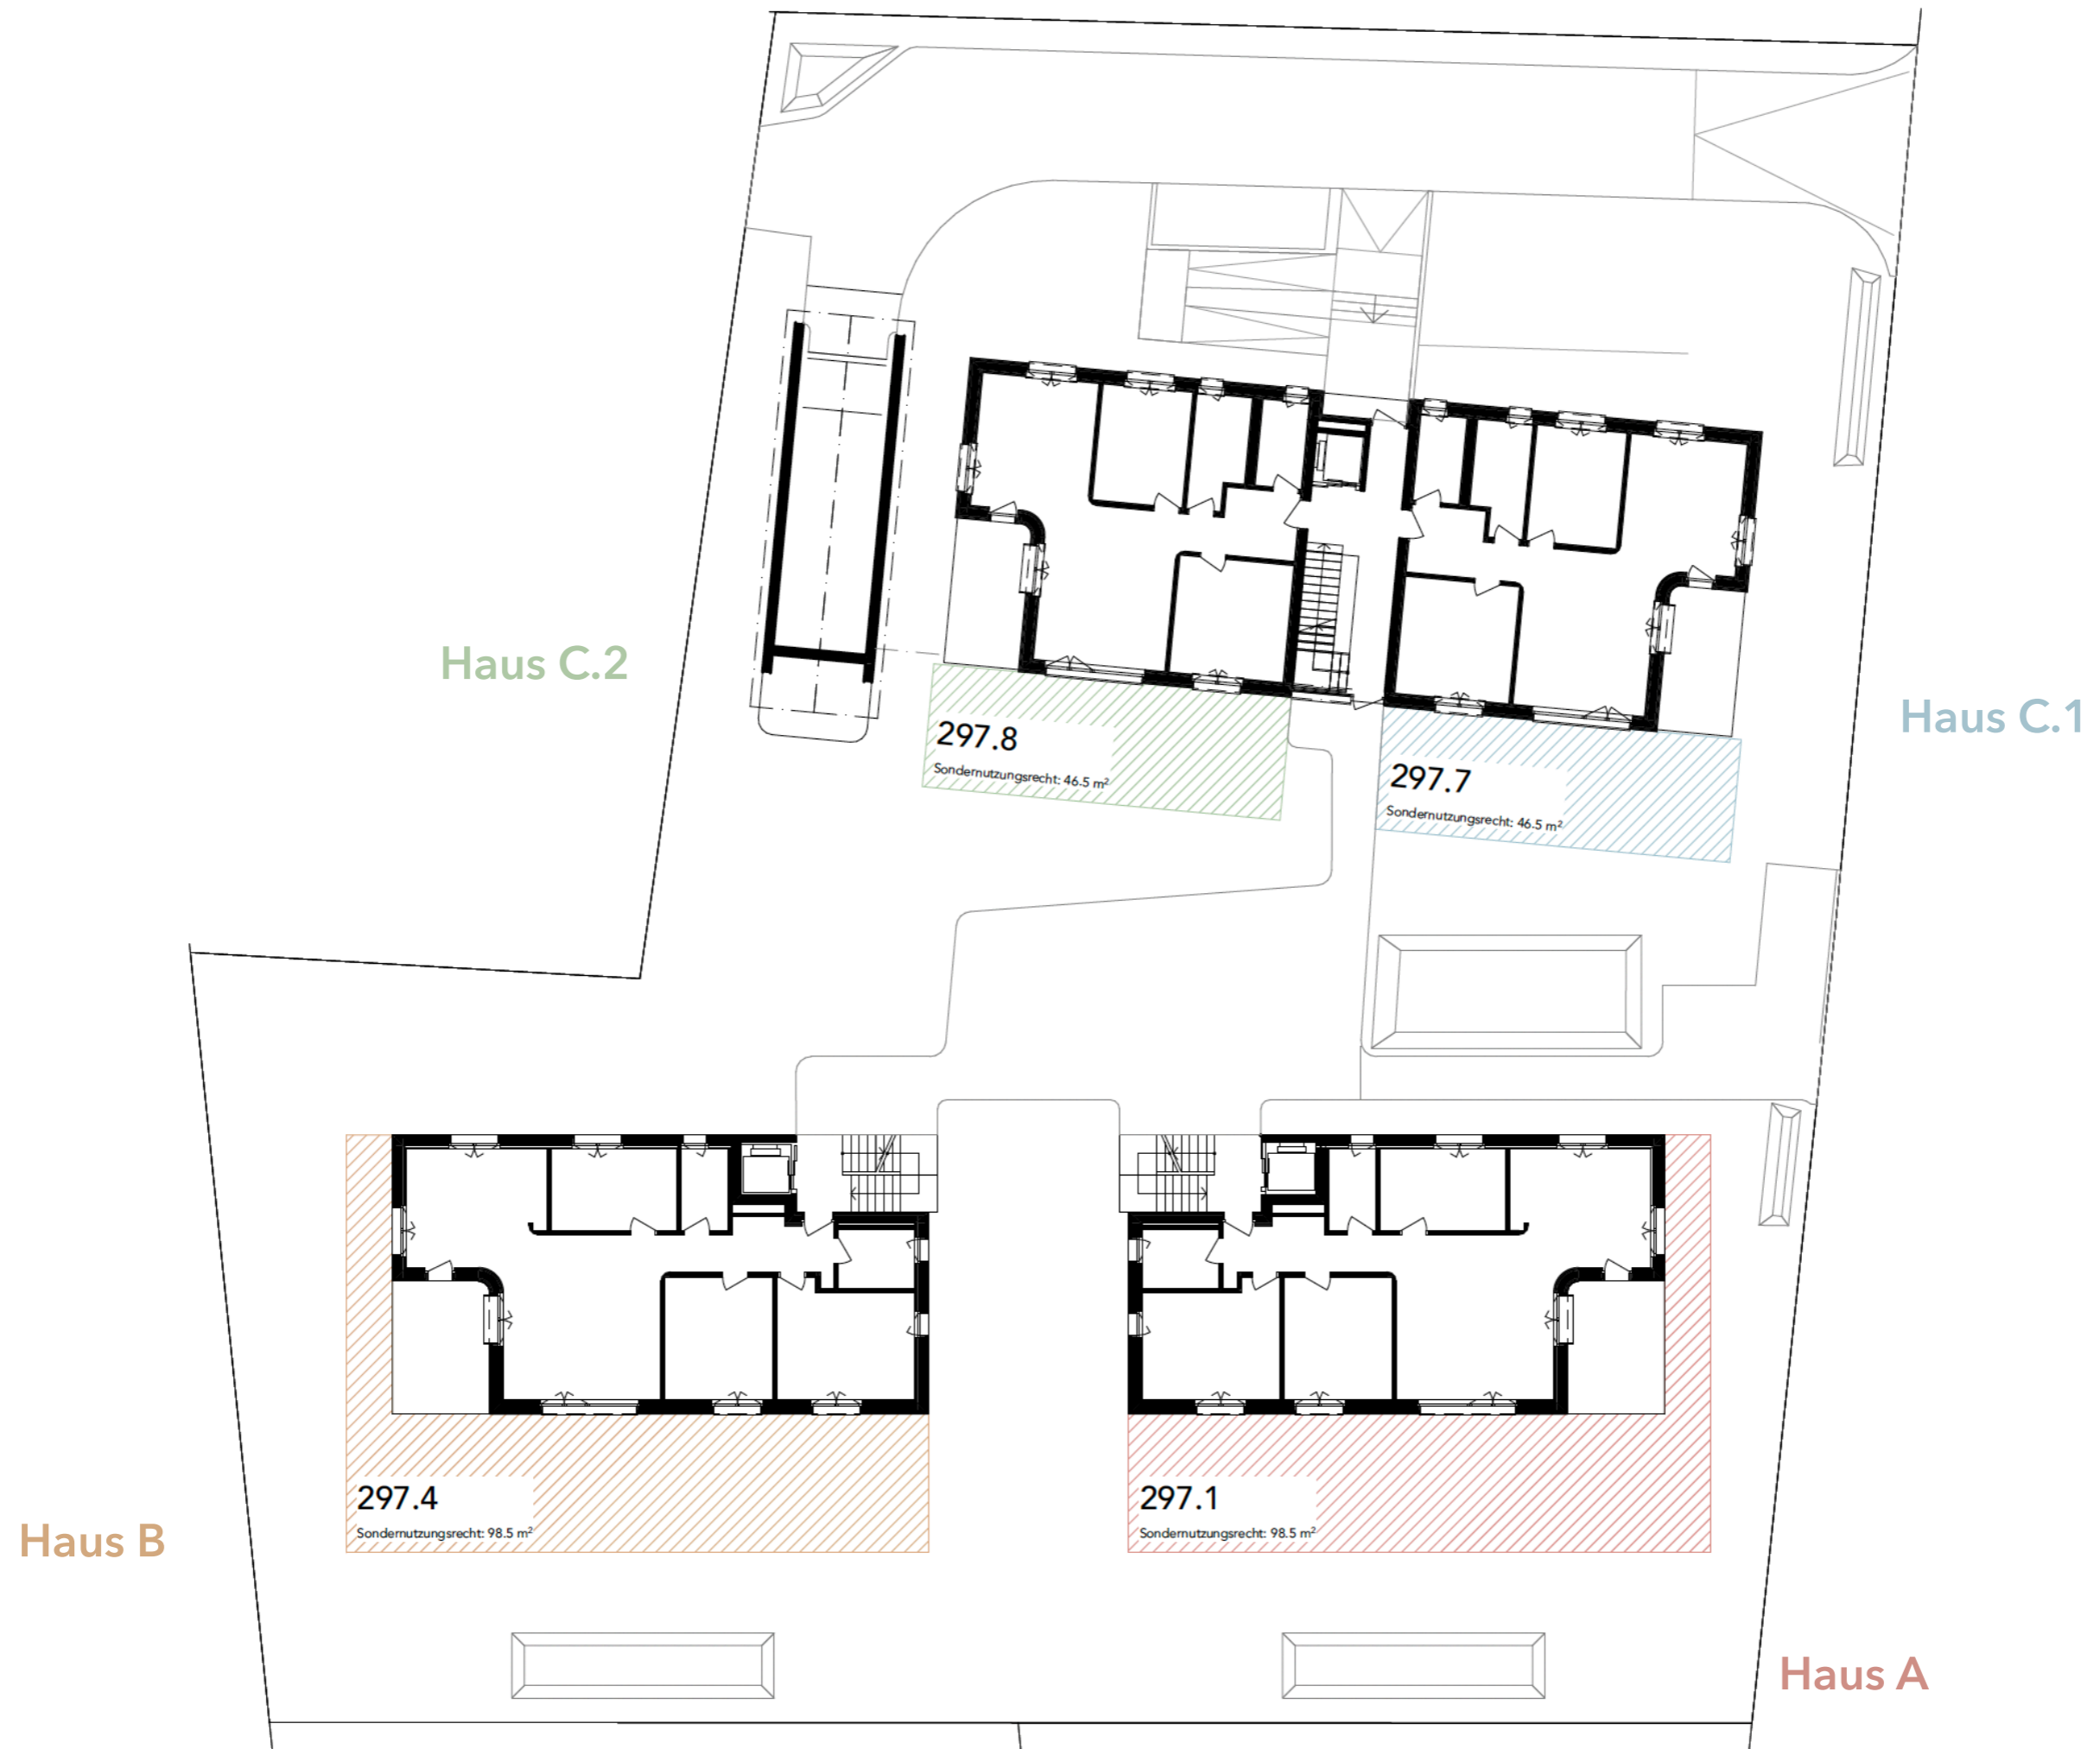 Haus C.2
Haus C.1
297.8
Sondernutzungsrecht: 46.5 m²
297.7
Sondernutzungsrecht: 46.5 m²
297.4
Sondernutzungsrecht: 98.5 m²
297.1
Sondernutzungsrecht: 98.5 m²
Haus B
Haus A